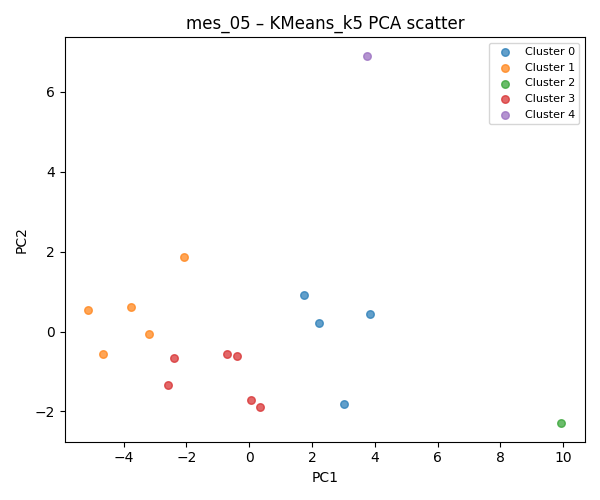 mes_05 – KMeans_k5 PCA scatter
Cluster 0
Cluster 1
Cluster 2
Cluster 3
Cluster 4
6
4
2
0
−2
PC2
−4 −2 0 2 4 6 8 10
PC1